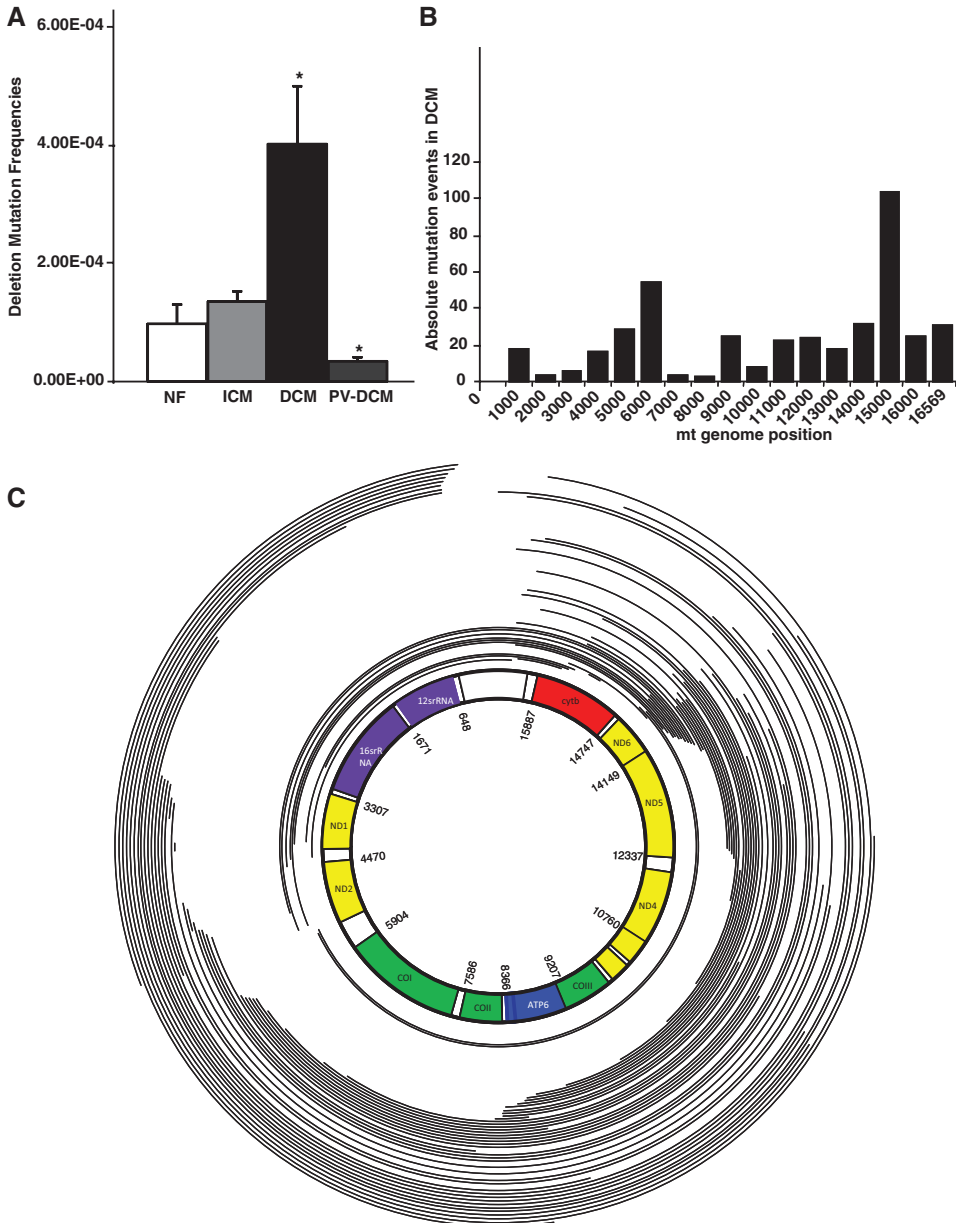 A
6.00E-04
4.00E-04
2.00E-04
0.00E+00
Deletion Mutation Frequencies
*
*
NF
ICM
DCM
PV-DCM
B
Absolute mutation events in DCM
120
100
80
60
40
20
0
0
1000
2000
3000
4000
5000
6000
7000
8000
9000
10000
11000
12000
13000
14000
15000
16000
16569
mt genome position
C
12srRNA
16srR
NA
ND1
ND2
COI
COII
ATP6
COIII
ND4
ND5
ND6
cytb
648
1671
3307
4470
5904
7586
8366
9207
10760
12337
14149
14747
15887